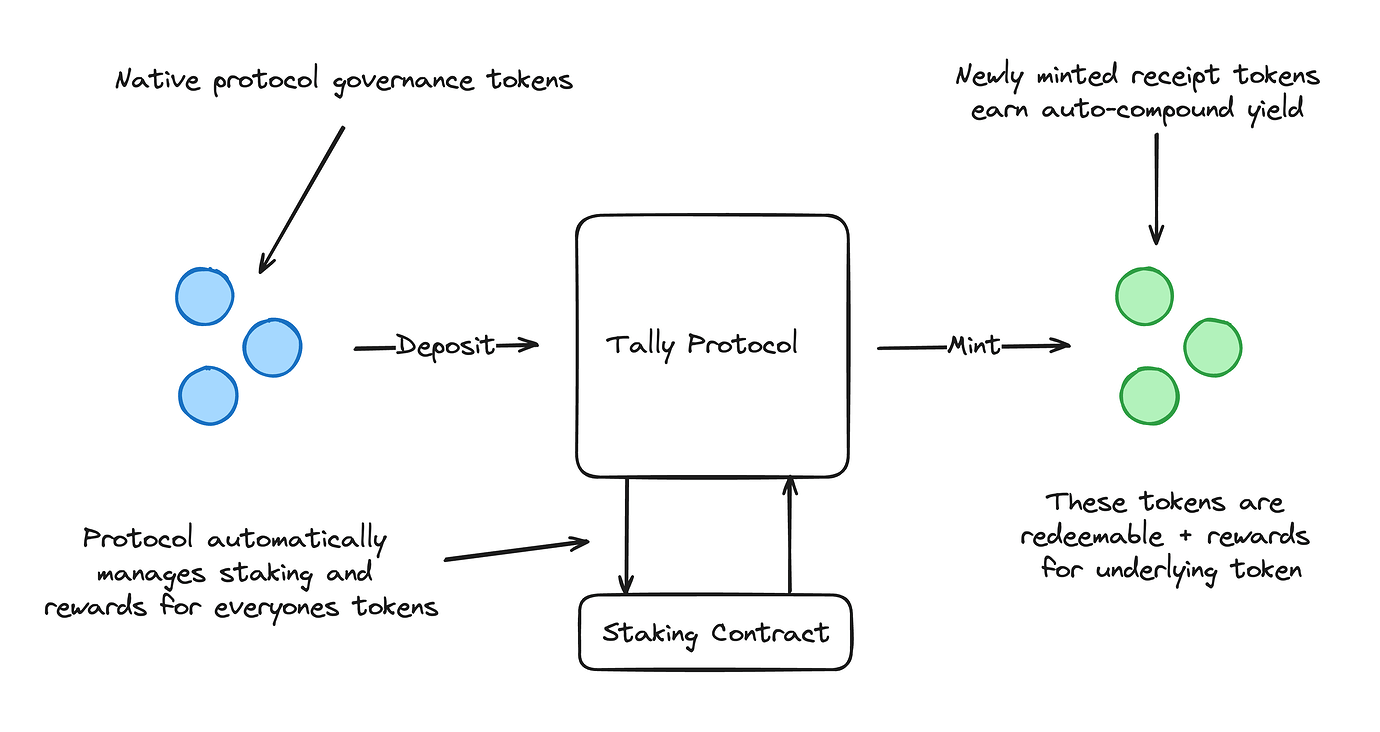 Native protocol governance tokens
Newly minted receipt tokens
earn auto-compound yield
Deposit
Tally Protocol
Mint
Protocol automatically
manages staking and
rewards for everyones tokens
These tokens are
redeemable + rewards
for underlying token
Staking Contract